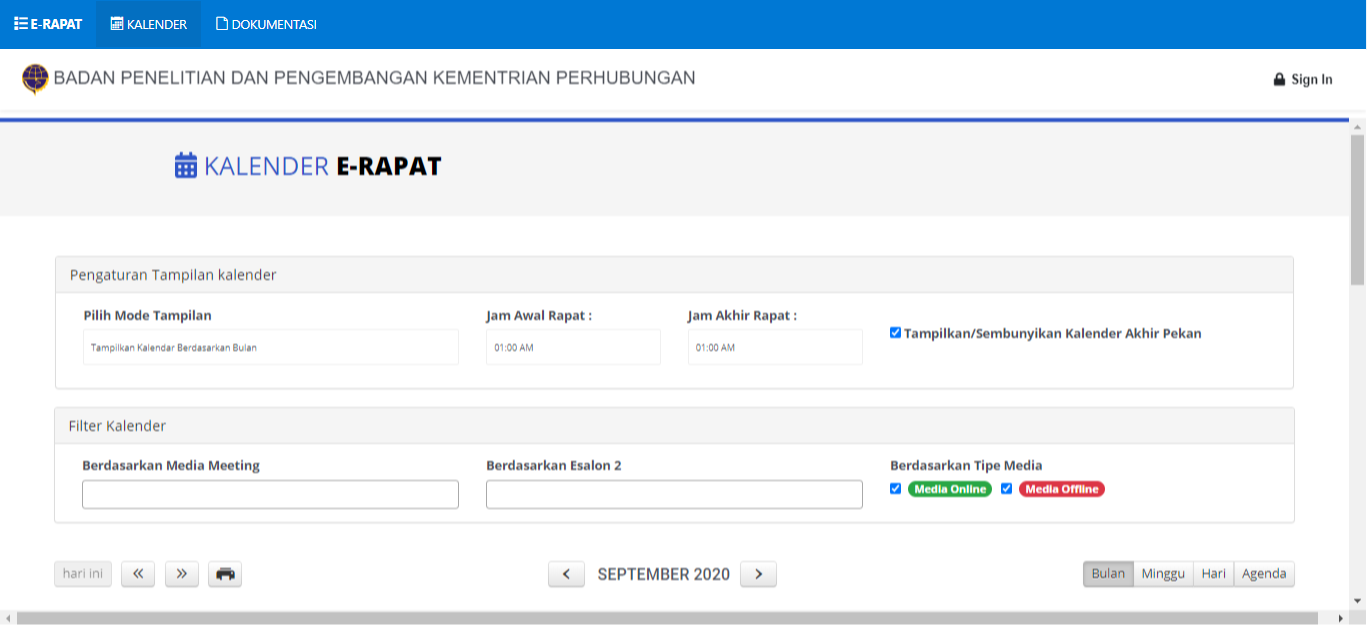 E-RAPAT KALENDER DOKUMENTASI
BADAN PENELITIAN DAN PENGEMBANGAN KEMENTRIAN PERHUBUNGAN
Sign In
KALENDER E-RAPAT
Pengaturan Tampilan kalender
Pilih Mode Tampilan Jam Awal Rapat : Jam Akhir Rapat :
Tampilkan/Sembunyikan Kalender Akhir Pekan
Tampilkan Kalendar Berdasarkan Bulan 01:00 AM 01:00 AM
Filter Kalender
Berdasarkan Media Meeting Berdasarkan Esalon 2 Berdasarkan Tipe Media
Media Online Media Offline
hari ini « » < SEPTEMBER 2020 > Bulan Minggu Hari Agenda